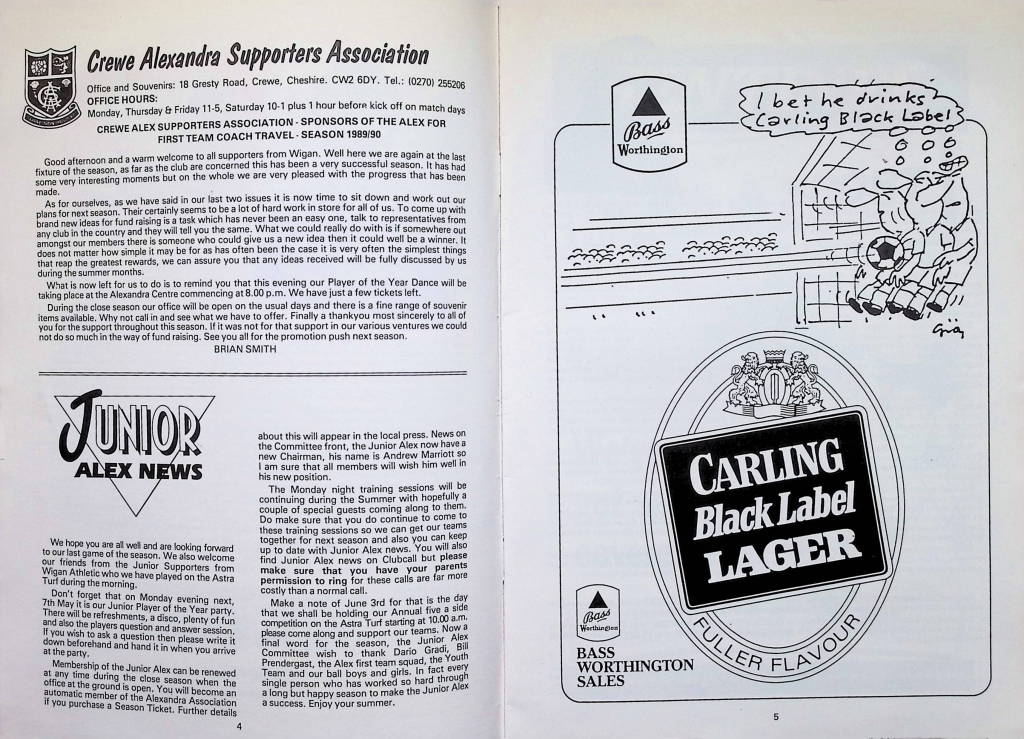 Crewe Alexandra Supporters Association
Office and Souvenirs: 18 Gresty Road, Crewe, Cheshire. CW2 6DY. Tel.: (0270) 255206
OFFICE HOURS:
Monday, Thursday & Friday 11-5, Saturday 10-1 plus 1 hour before kick off on match days
CREWE ALEX SUPPORTERS ASSOCIATION - SPONSORS OF THE ALEX FOR
FIRST TEAM COACH TRAVEL - SEASON 1989/90
Good afternoon and a warm welcome to all supporters from Wigan. Well here we are again at the last
fixture of the season, as far as the club are concerned this has been a very successful season. It has had
some very interesting moments but on the whole we are very pleased with the progress that has been
made.
As for ourselves, as we have said in our last two issues it is now time to sit down and work out our
plans for next season. Their certainly seems to be a lot of hard work in store for all of us. To come up with
brand new ideas for fund raising is a task which has never been an easy one, talk to representatives from
any club in the country and they will tell you the same. What we could really do with is if somewhere out
amongst our members there is someone who could give us a new idea then it could well be a winner. It
does not matter how simple it may be for as has often been the case it is very often the simplest things
that reap the greatest rewards, we can assure you that any ideas received will be fully discussed by us
during the summer months.
What is now left for us to do is to remind you that this evening our Player of the Year Dance will be
taking place at the Alexandra Centre commencing at 8.00 p.m. We have just a few tickets left.
During the close season our office will be open on the usual days and there is a fine range of souvenir
items available. Why not call in and see what we have to offer. Finally a thankyou most sincerely to all of
you for the support throughout this season. If it was not for that support in our various ventures we could
not do so much in the way of fund raising. See you all for the promotion push next season.
BRIAN SMITH
JUNIOR
ALEX NEWS
We hope you are all well and are looking forward
to our last game of the season. We also welcome
our friends from the Junior Supporters from
Wigan Athletic who we have played on the Astra
Turf during the morning.
Don't forget that on Monday evening next,
7th May it is our Junior Player of the Year party.
There will be refreshments, a disco, plenty of fun
and also the players question and answer session.
If you wish to ask a question then please write it
down beforehand and hand it in when you arrive
at the party.
Membership of the Junior Alex can be renewed
at any time during the close season when the
office at the ground is open. You will become an
automatic member of the Alexandra Association
if you purchase a Season Ticket. Further details
about this will appear in the local press. News on
the Committee front, the Junior Alex now have a
new Chairman, his name is Andrew Marriott so
I am sure that all members will wish him well in
his new position.
The Monday night training sessions will be
continuing during the Summer with hopefully a
couple of special guests coming along to them.
Do make sure that you do continue to come to
these training sessions so we can get our teams
together for next season and also you can keep
up to date with Junior Alex news. You will also
find Junior Alex news on Clubcall but please
make sure that you have your parents
permission to ring for these calls are far more
costly than a normal call.
Make a note of June 3rd for that is the day
that we shall be holding our Annual five a side
competition on the Astra Turf starting at 10.00 a.m.
please come along and support our teams. Now a
final word for the season, the Junior Alex
Committee wish to thank Dario Gradi, Bill
Prendergast, the Alex first team squad, the Youth
Team and our ball boys and girls. In fact every
single person who has worked so hard through
a long but happy season to make the Junior Alex
a success. Enjoy your summer.
4
Bass
Worthington
I bet he drinks
Carling Black Label
CARLING
Black Label
LAGER
FULLER FLAVOUR
Bass
Worthington
BASS
WORTHINGTON
SALES
5